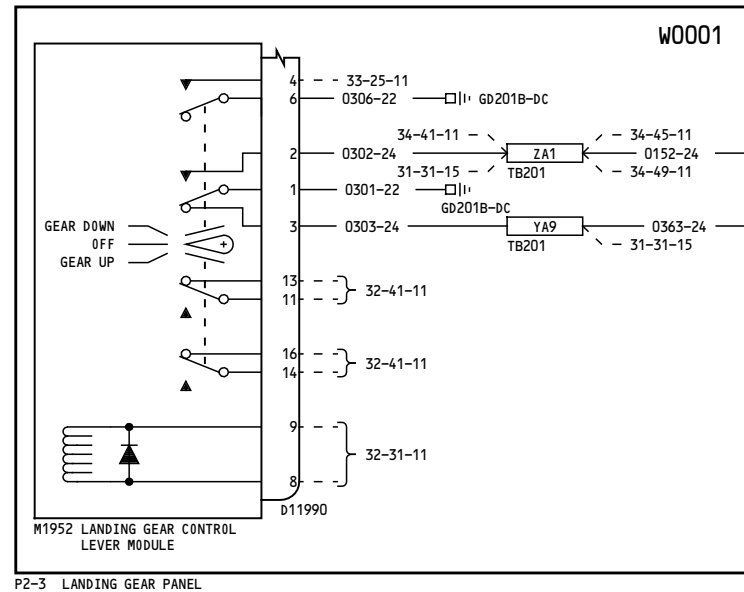 W0001
4 33-25-11
6 0306-22 GD201B-DC
34-41-11 34-45-11
2 0302-24 ZA1 0152-24
31-31-15 TB201 34-49-11
1 0301-22
GD201B-DC
3 0303-24 YA9 0363-24
TB201 31-31-15
GEAR DOWN
OFF
GEAR UP
+
13
11 32-41-11
16
14 32-41-11
9
32-31-11
8
D11990
M1952 LANDING GEAR CONTROL
LEVER MODULE
P2-3 LANDING GEAR PANEL